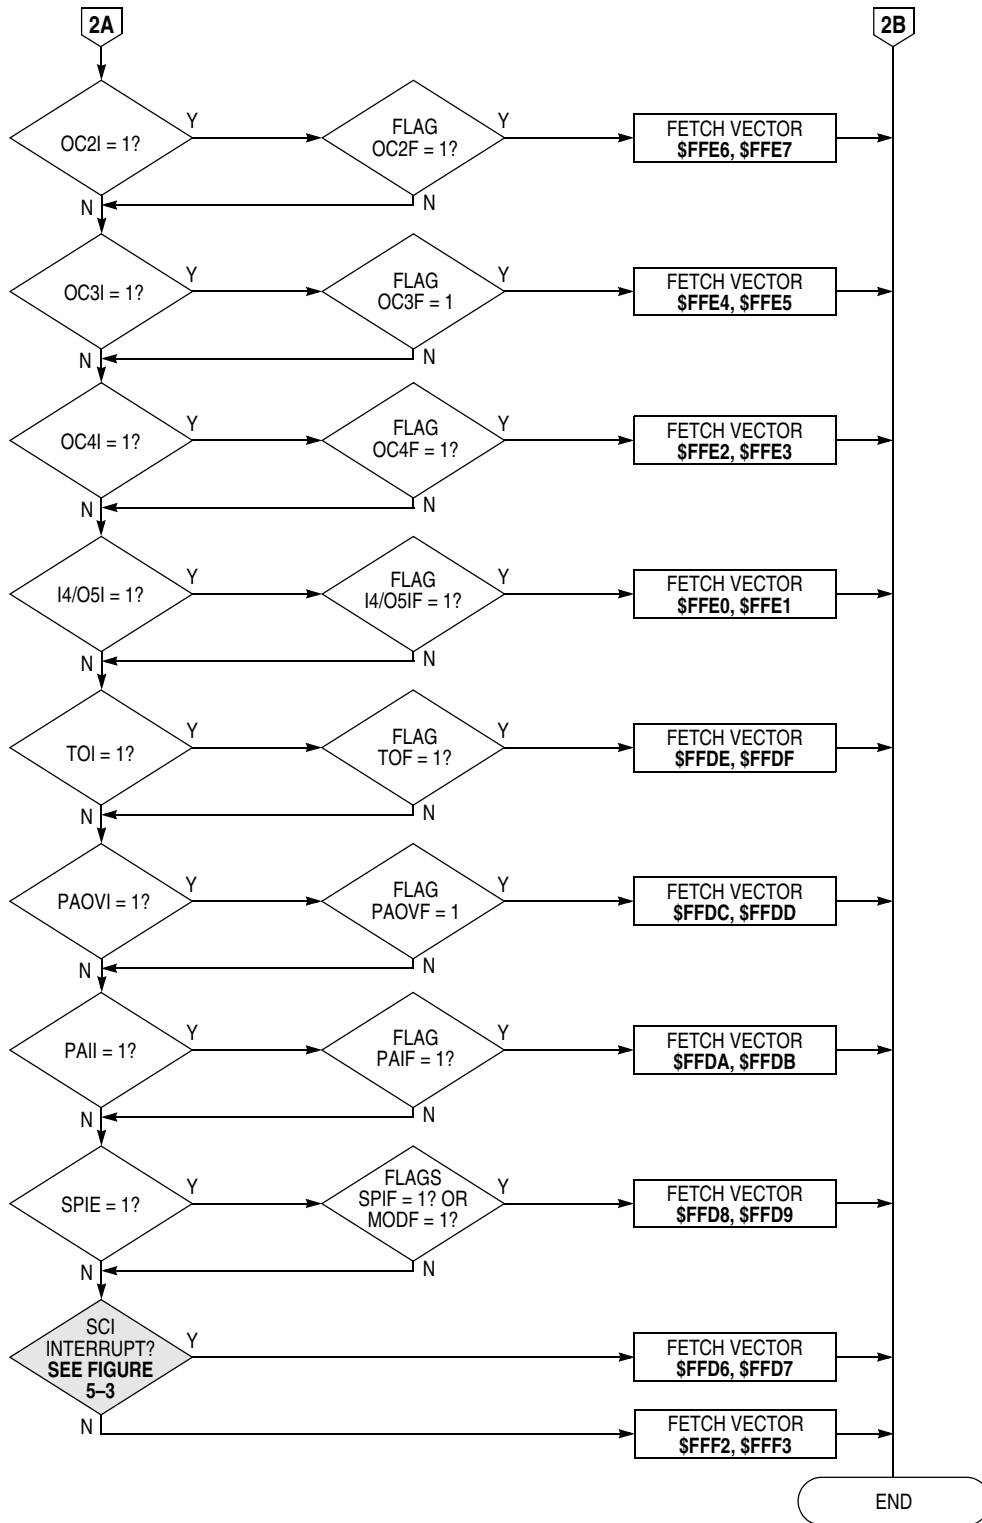 2A
2B
OC2I = 1?
Y
FLAG
OC2F = 1?
Y
FETCH VECTOR
$FFE6, $FFE7
N
N
OC3I = 1?
Y
FLAG
OC3F = 1
Y
FETCH VECTOR
$FFE4, $FFE5
N
N
OC4I = 1?
Y
FLAG
OC4F = 1?
Y
FETCH VECTOR
$FFE2, $FFE3
N
N
I4/O5I = 1?
Y
FLAG
I4/O5IF = 1?
Y
FETCH VECTOR
$FFE0, $FFE1
N
N
TOI = 1?
Y
FLAG
TOF = 1?
Y
FETCH VECTOR
$FFDE, $FFDF
N
N
PAOVI = 1?
Y
FLAG
PAOVF = 1
Y
FETCH VECTOR
$FFDC, $FFDD
N
N
PAII = 1?
Y
FLAG
PAIF = 1?
Y
FETCH VECTOR
$FFDA, $FFDB
N
N
SPIE = 1?
Y
FLAGS
SPIF = 1? OR
MODF = 1?
Y
FETCH VECTOR
$FFD8, $FFD9
N
N
SCI
INTERRUPT?
SEE FIGURE
5–3
Y
FETCH VECTOR
$FFD6, $FFD7
N
FETCH VECTOR
$FFF2, $FFF3
END